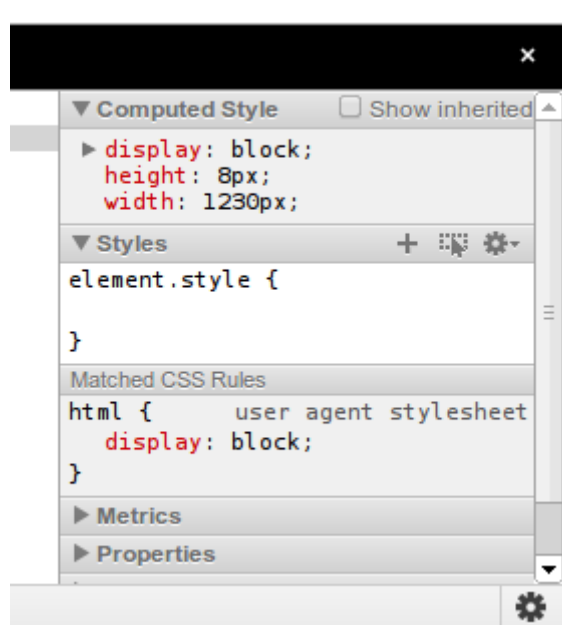 Computed Style Show inherited
display: block;
height: 8px;
width: 1230px;
Styles
element.style {
}
Matched CSS Rules
html { user agent stylesheet
display: block;
}
Metrics
Properties